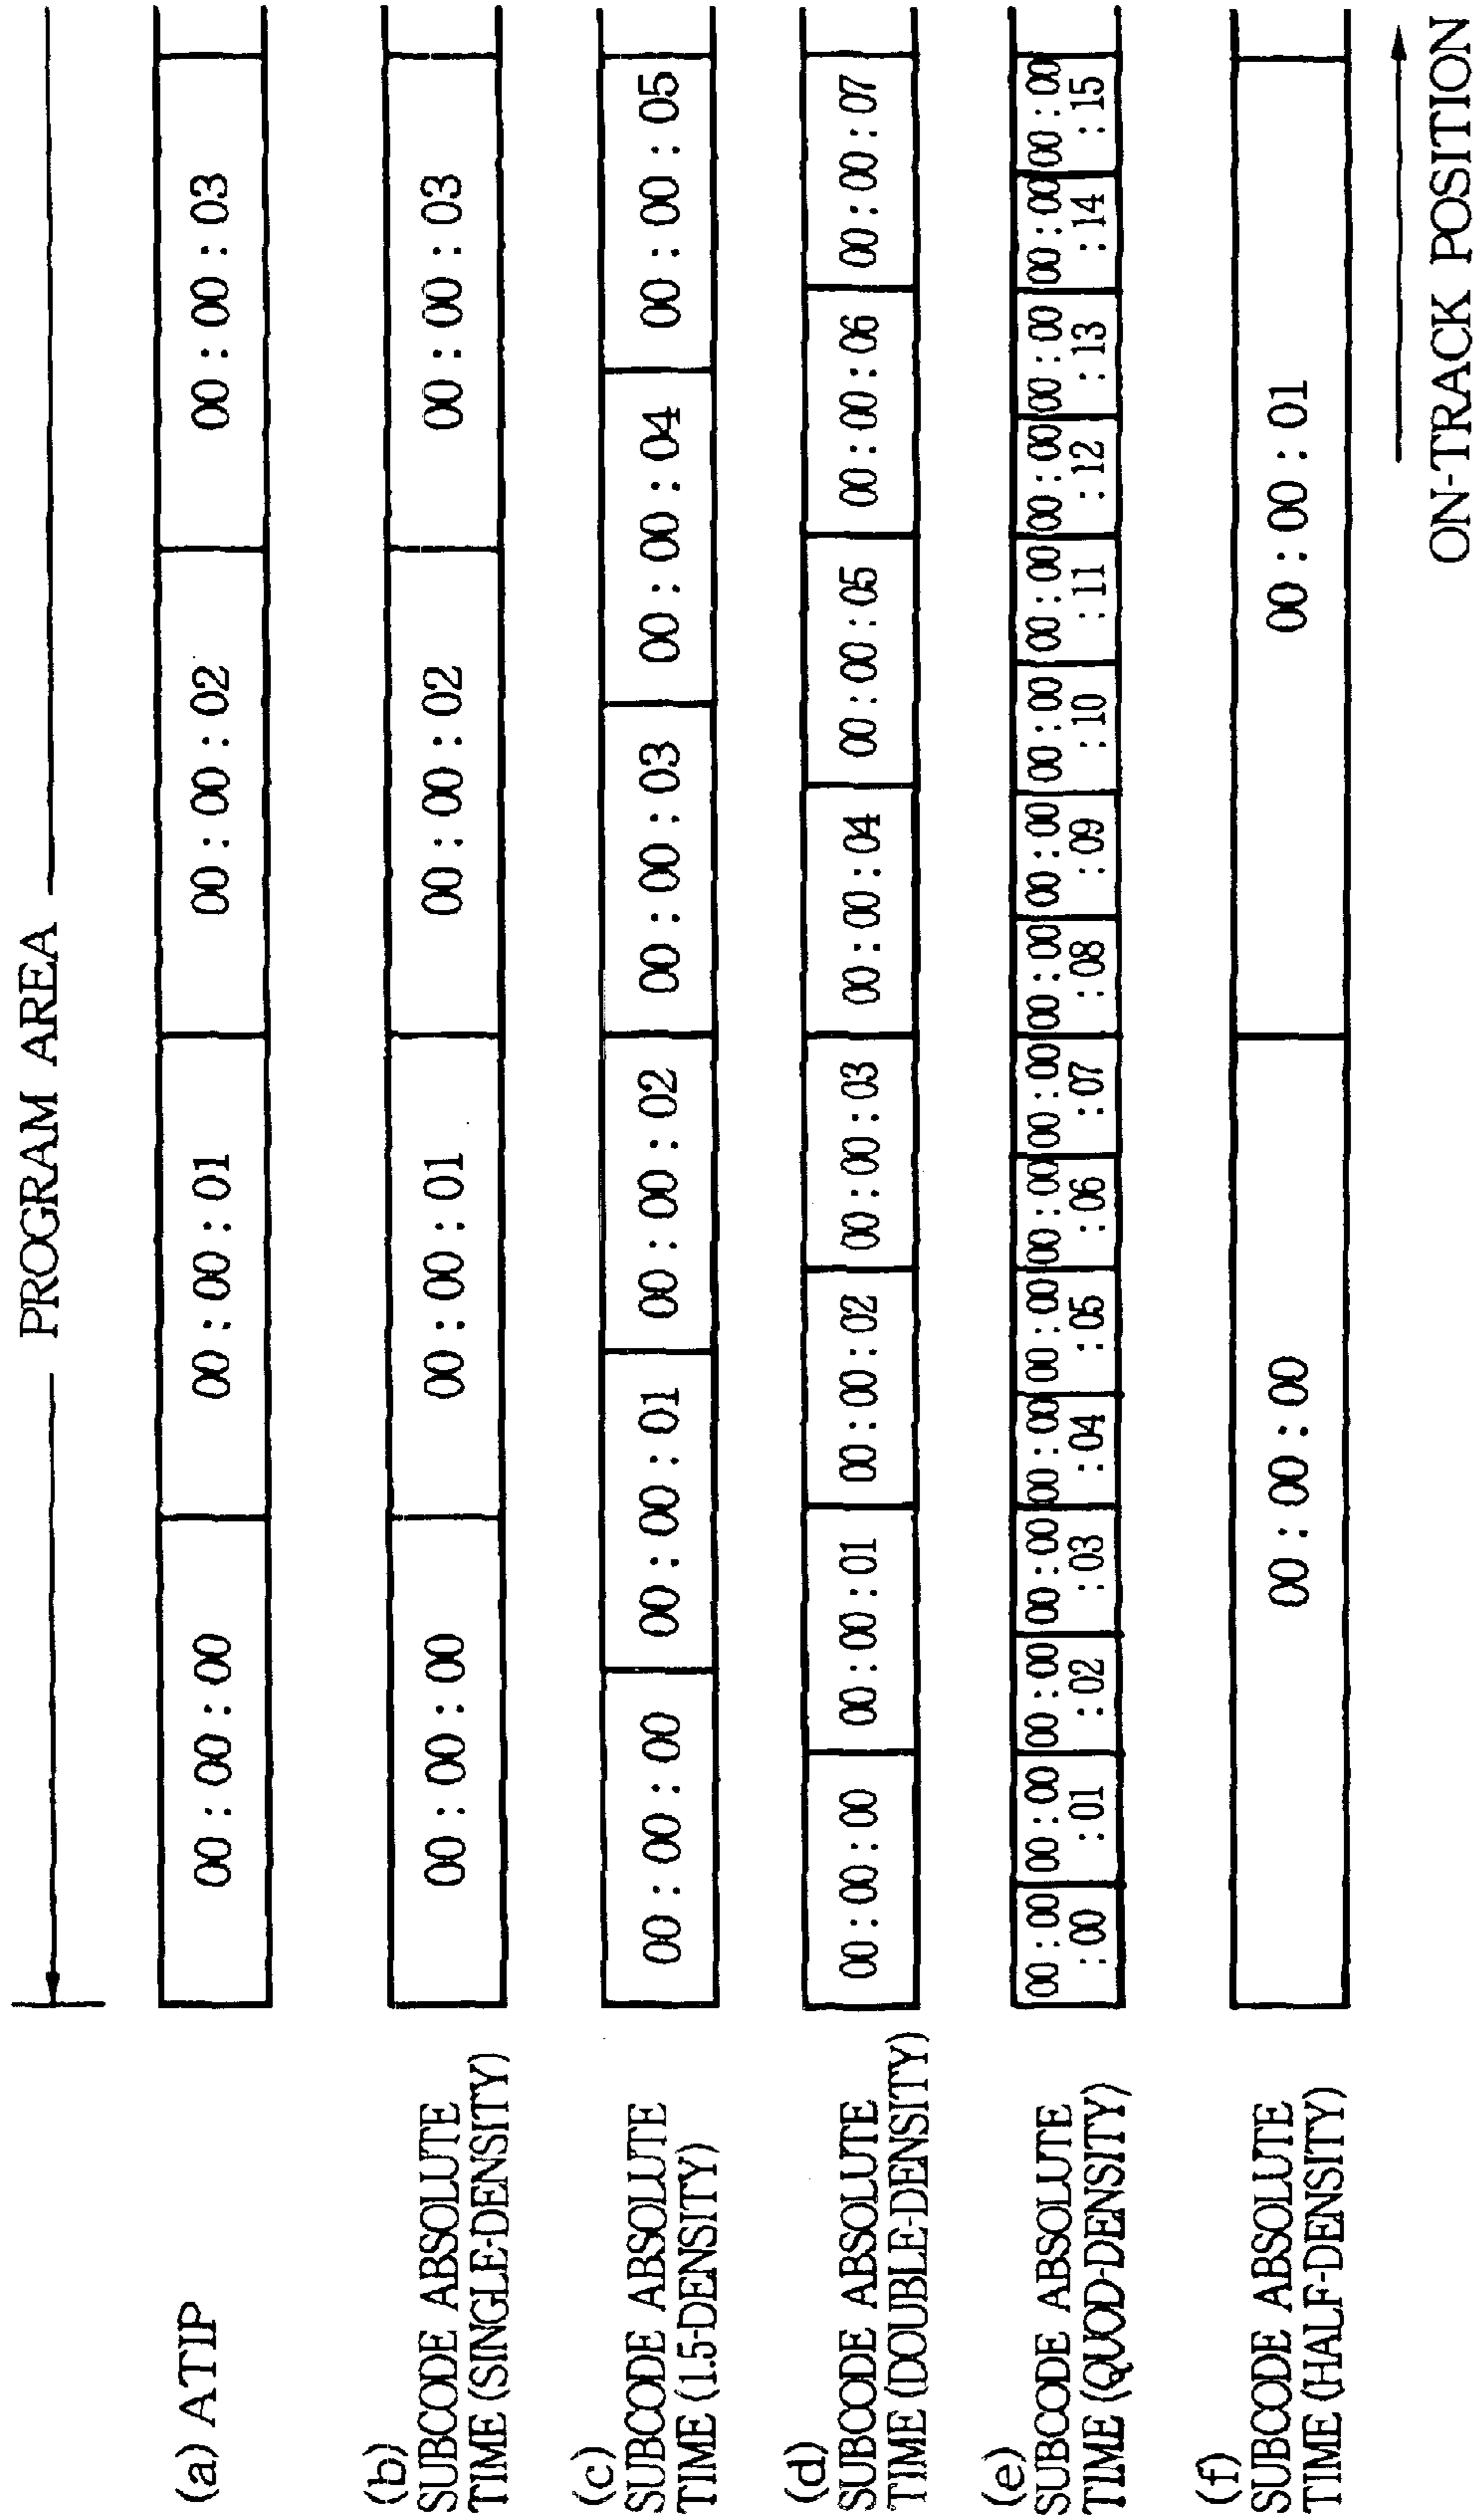 PROGRAM AREA
(a) ATIP
00 : 00 : 00
00 : 00 : 01
00 : 00 : 02
00 : 00 : 03
(b)
SUBCODE ABSOLUTE
TIME (SINGLE-DENSITY)
00 : 00 : 00
00 : 00 : 01
00 : 00 : 02
00 : 00 : 03
(c)
SUBCODE ABSOLUTE
TIME (1.5-DENSITY)
00 : 00 : 00
00 : 00 : 01
00 : 00 : 02
00 : 00 : 03
00 : 00 : 04
00 : 00 : 05
(d)
SUBCODE ABSOLUTE
TIME (DOUBLE-DENSITY)
00 : 00 : 00
00 : 00 : 01
00 : 00 : 02
00 : 00 : 03
00 : 00 : 04
00 : 00 : 05
00 : 00 : 06
00 : 00 : 07
(e)
SUBCODE ABSOLUTE
TIME (QUOD-DENSITY)
00 : 00
: 00
00 : 00
: 01
00 : 00
: 02
00 : 00
: 03
00 : 00
: 04
00 : 00
: 05
00 : 00
: 06
00 : 00
: 07
00 : 00
: 08
00 : 00
: 09
00 : 00
: 10
00 : 00
: 11
00 : 00
: 12
00 : 00
: 13
00 : 00
: 14
00 : 00
: 15
(f)
SUBCODE ABSOLUTE
TIME (HALF-DENSITY)
00 : 00 : 00
00 : 00 : 01
ON-TRACK POSITION